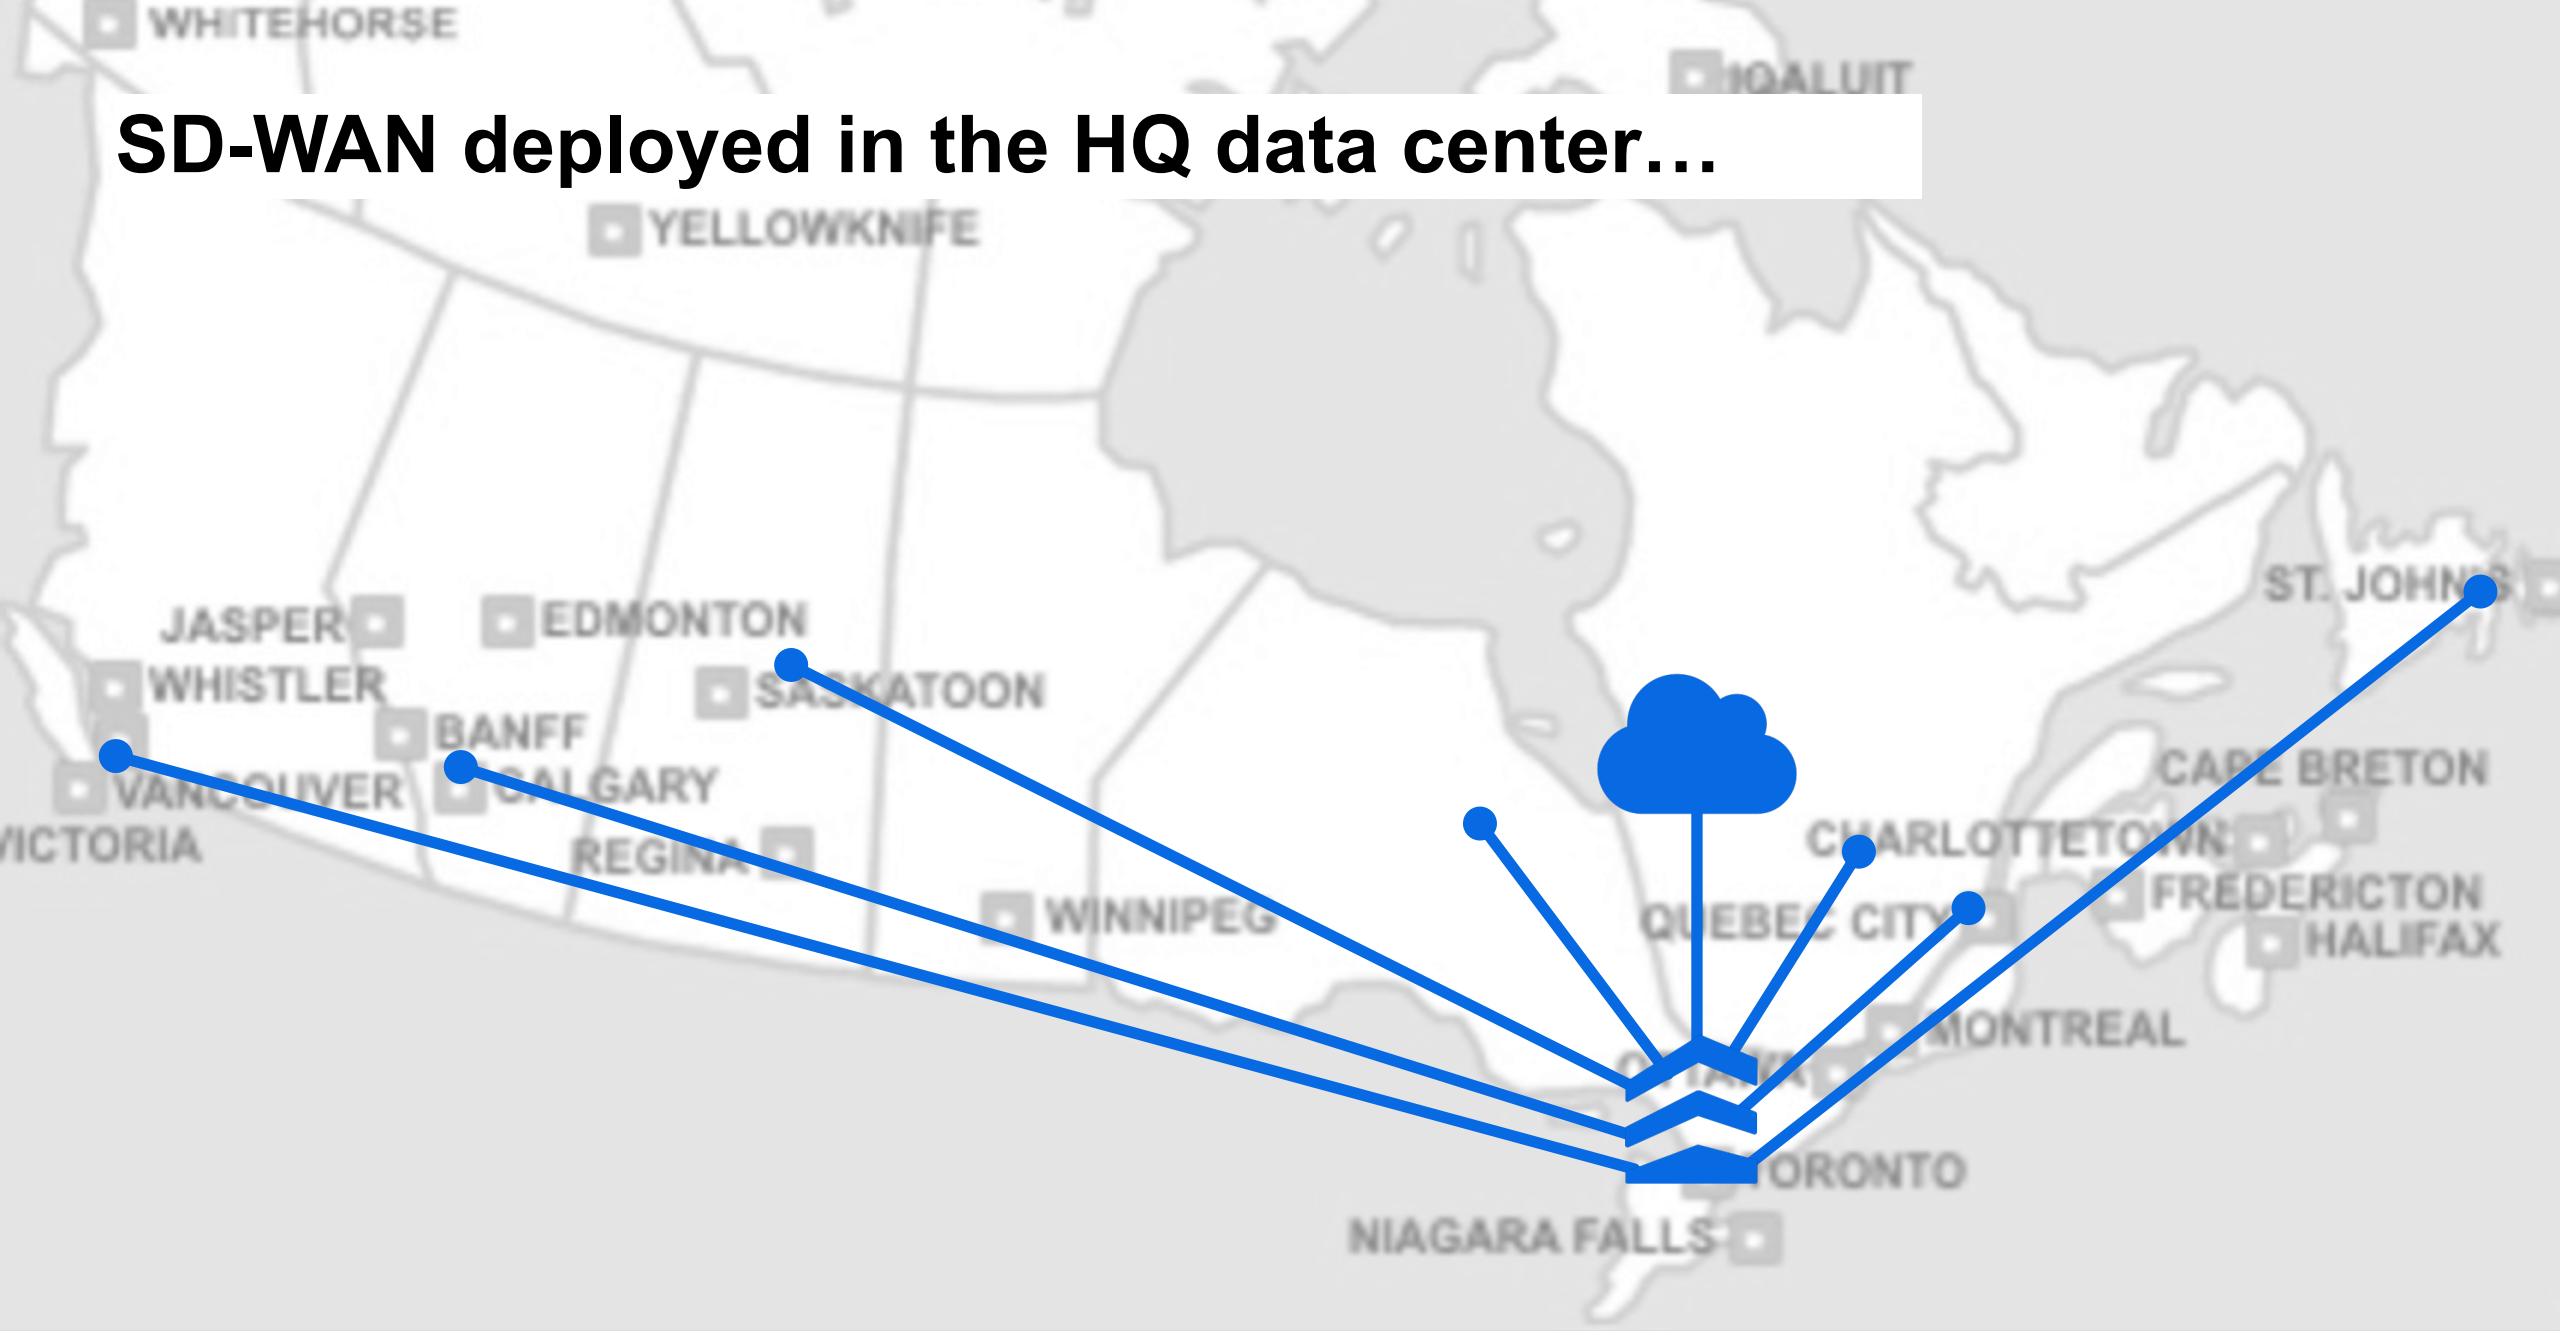 WHITEHORSE
IQALUIT
SD-WAN deployed in the HQ data center…
YELLOWKNIFE
ST. JOHN'S
JASPER
EDMONTON
WHISTLER
SASKATOON
BANFF
CAPE BRETON
VANCOUVER
CALGARY
VICTORIA
CHARLOTTETOWN
REGINA
FREDERICTON
WINNIPEG
QUEBEC CITY
HALIFAX
MONTREAL
OTTAWA
TORONTO
NIAGARA FALLS